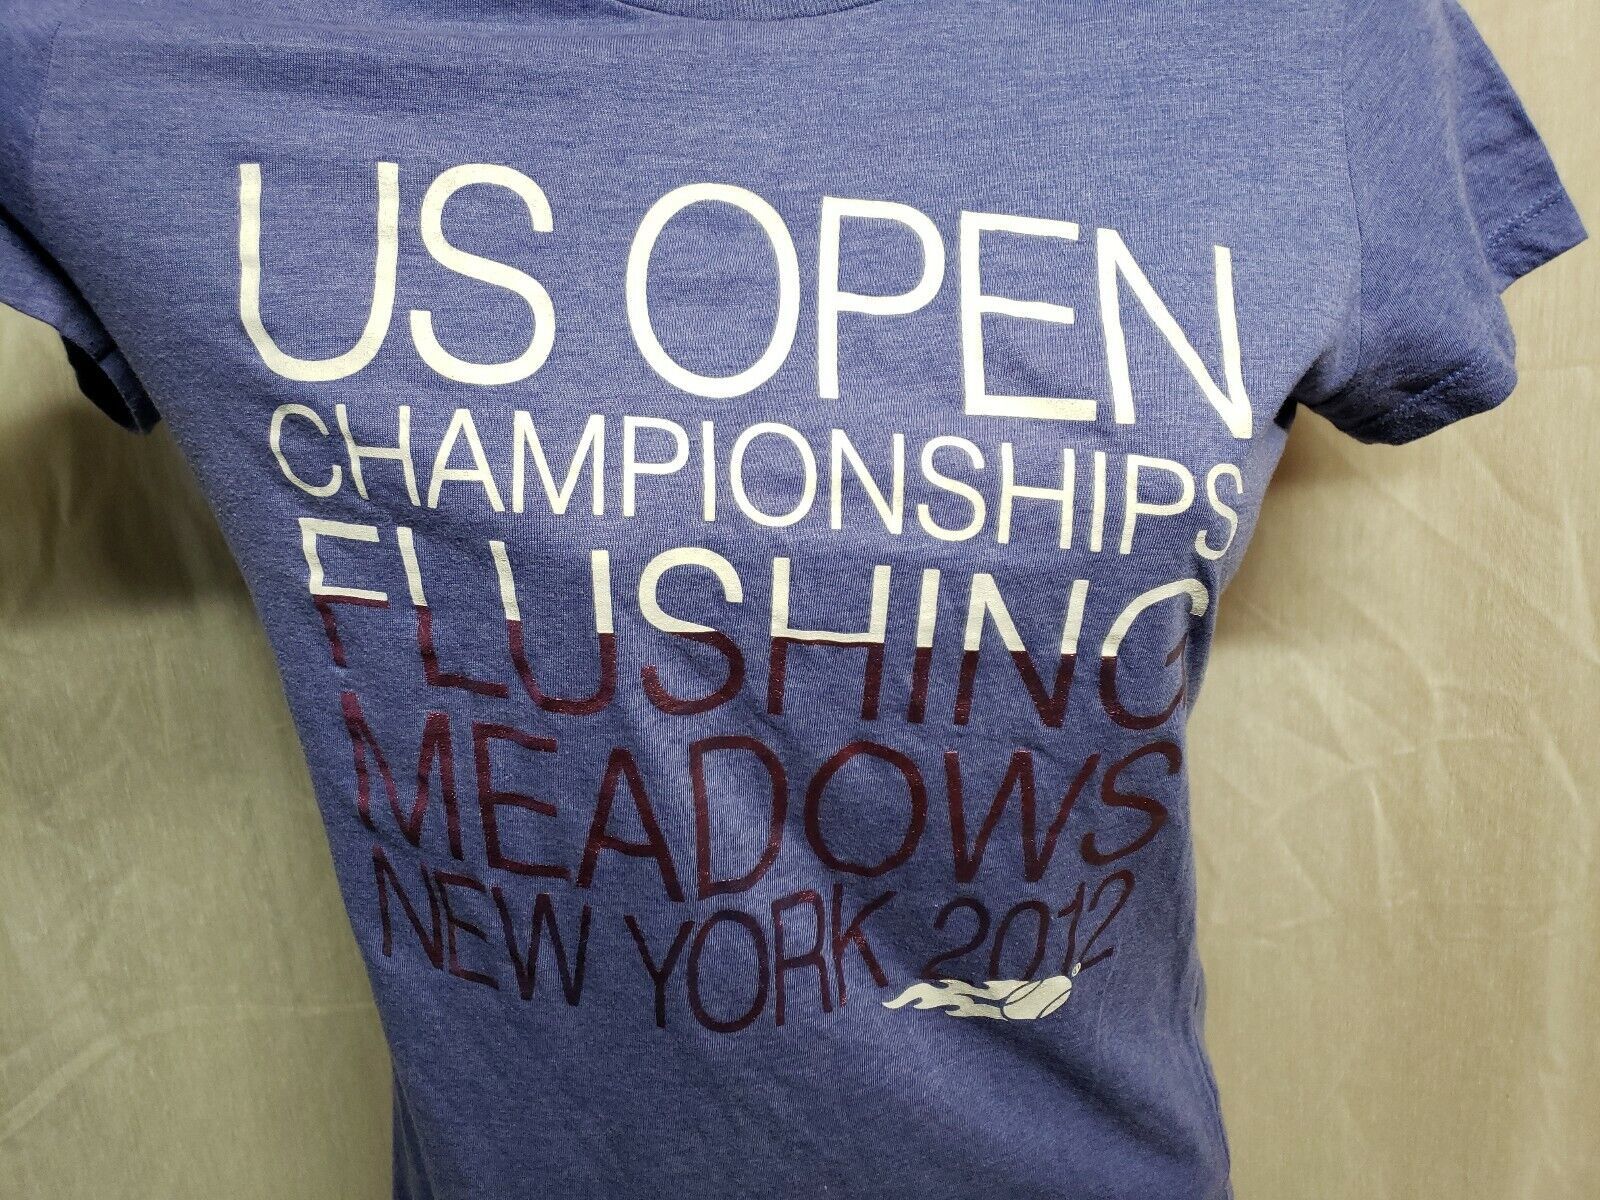 US OPEN
CHAMPIONSHIPS
FLUSHING
MEADOWS
NEW YORK 2012